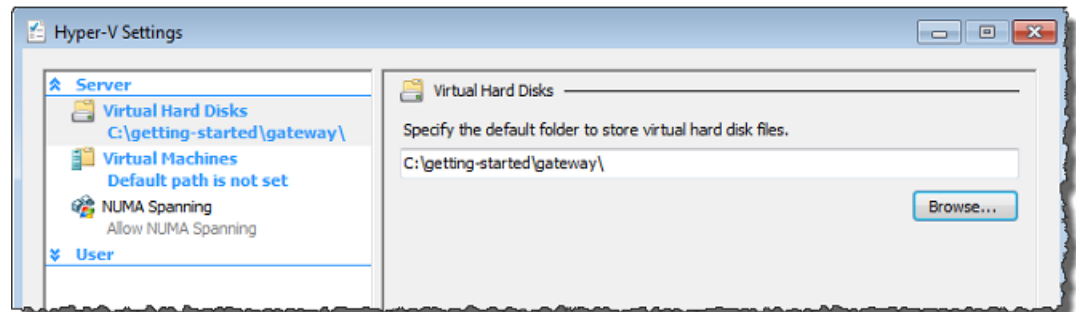 Hyper-V Settings
Server
Virtual Hard Disks
C:\getting-started\gateway\
Virtual Machines
Default path is not set
NUMA Spanning
Allow NUMA Spanning
User
Virtual Hard Disks
Specify the default folder to store virtual hard disk files.
C:\getting-started\gateway\
Browse...